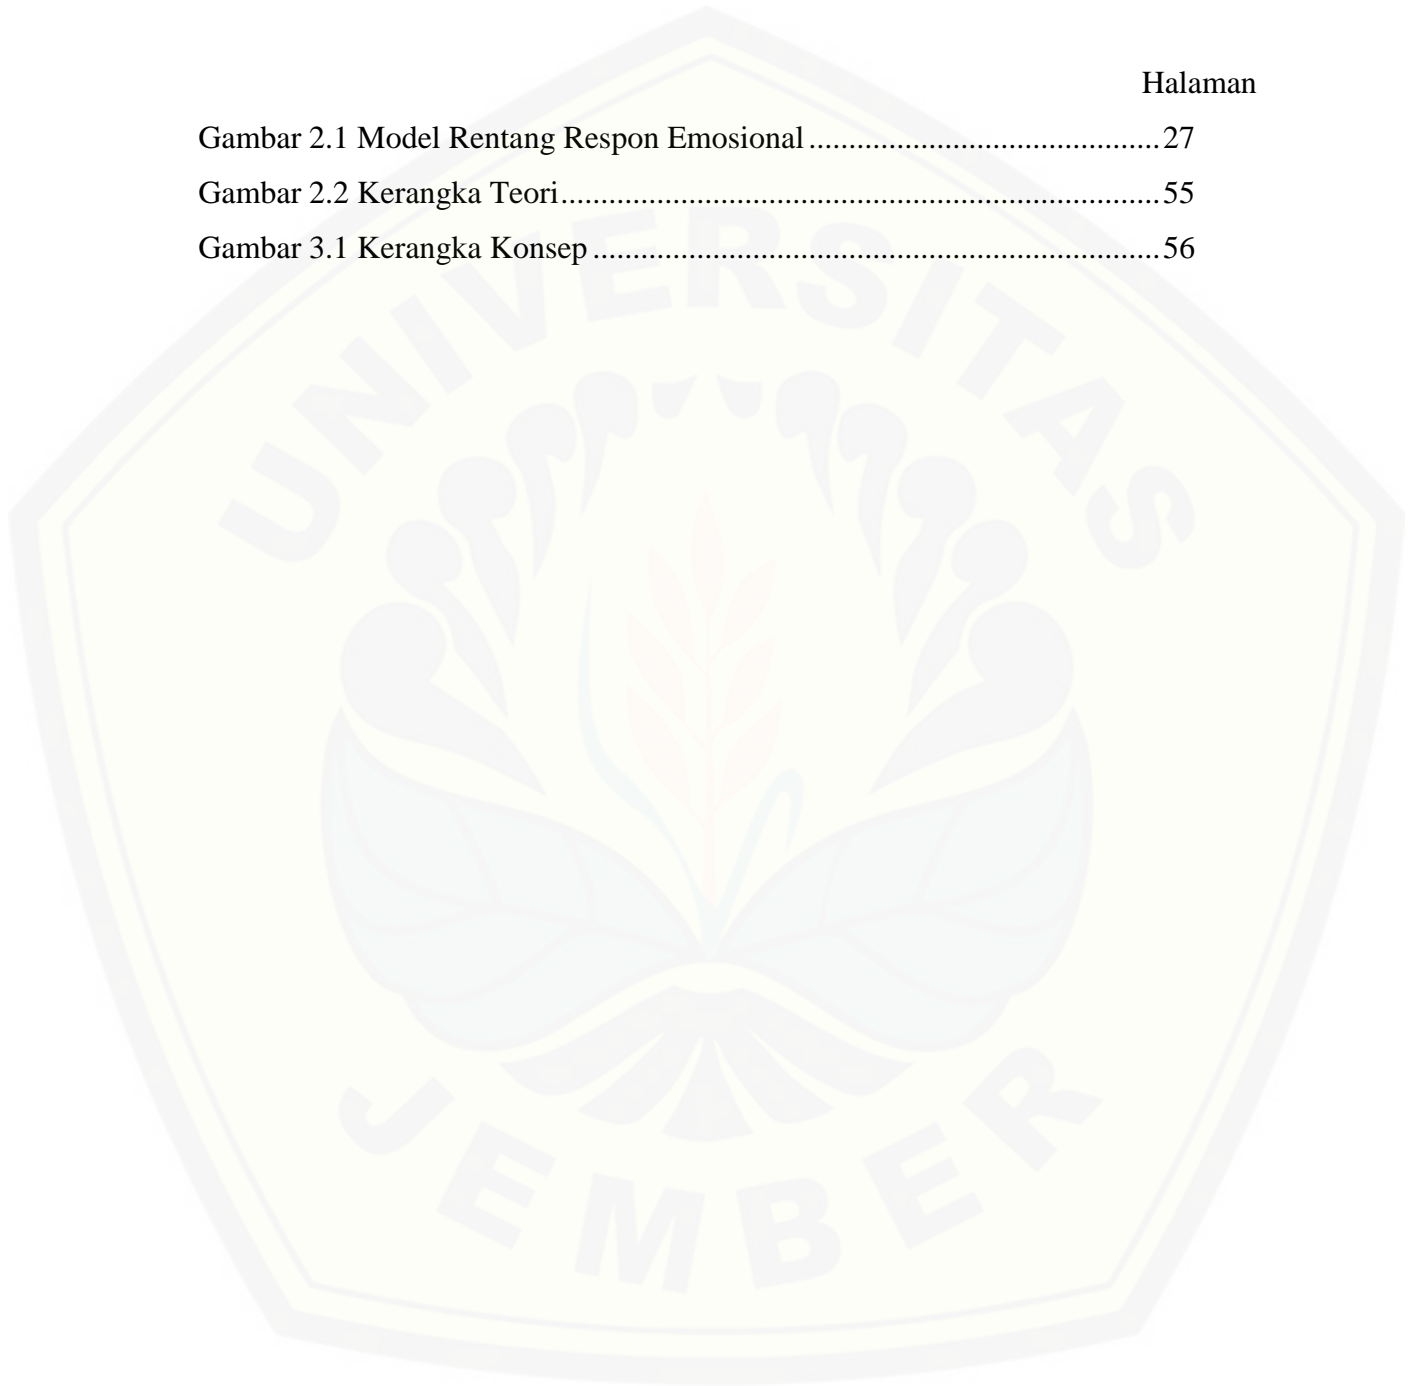 Halaman
Gambar 2.1 Model Rentang Respon Emosional............................................27
Gambar 2.2 Kerangka Teori...........................................................................55
Gambar 3.1 Kerangka Konsep.......................................................................56
UNIVERSITAS
JEMBER